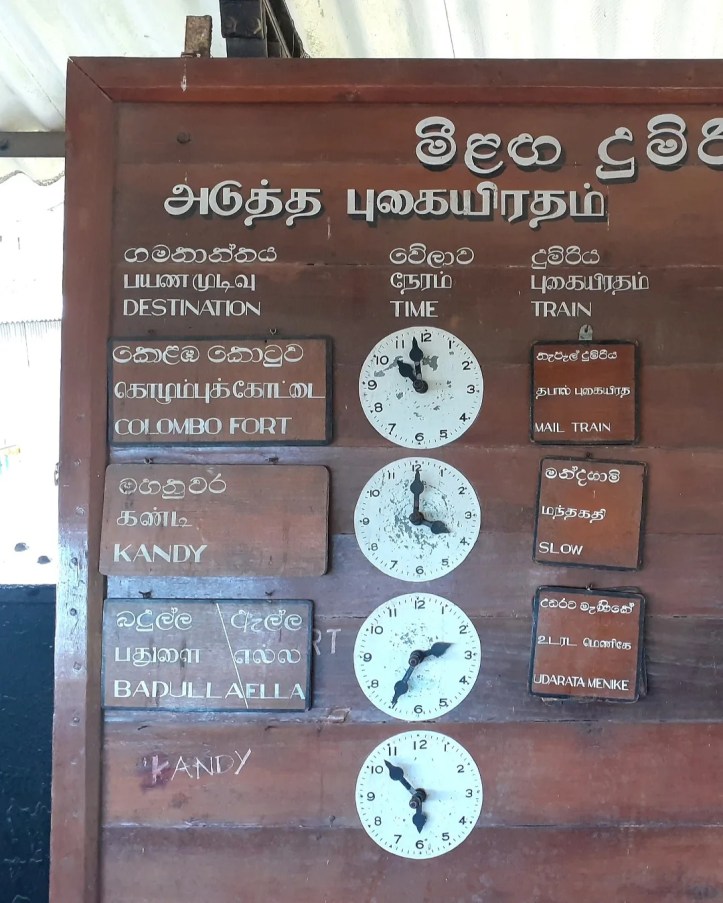 මීළඟ දුම්රි
அடுத்த புகையிரதம்
ගමනාන්තය වේලාව දුම්රිය
பயண முடிவு நேரம் புகையிரதம்
DESTINATION TIME TRAIN
කොළඹ කොටුව
கொழும்புக்கோட்டை
COLOMBO FORT
තැපැල් දුම්රිය
தபால் புகையிரத
MAIL TRAIN
මහනුවර
கண்டி
KANDY
මන්දගාමි
மந்தகதி
SLOW
බදුල්ල ඇල්ල
பதுளை எல்ல
BADULLA ELLA
RT
උඩරට මැණිකේ
உடரட மெணிகே
UDARATA MENIKE
KANDY